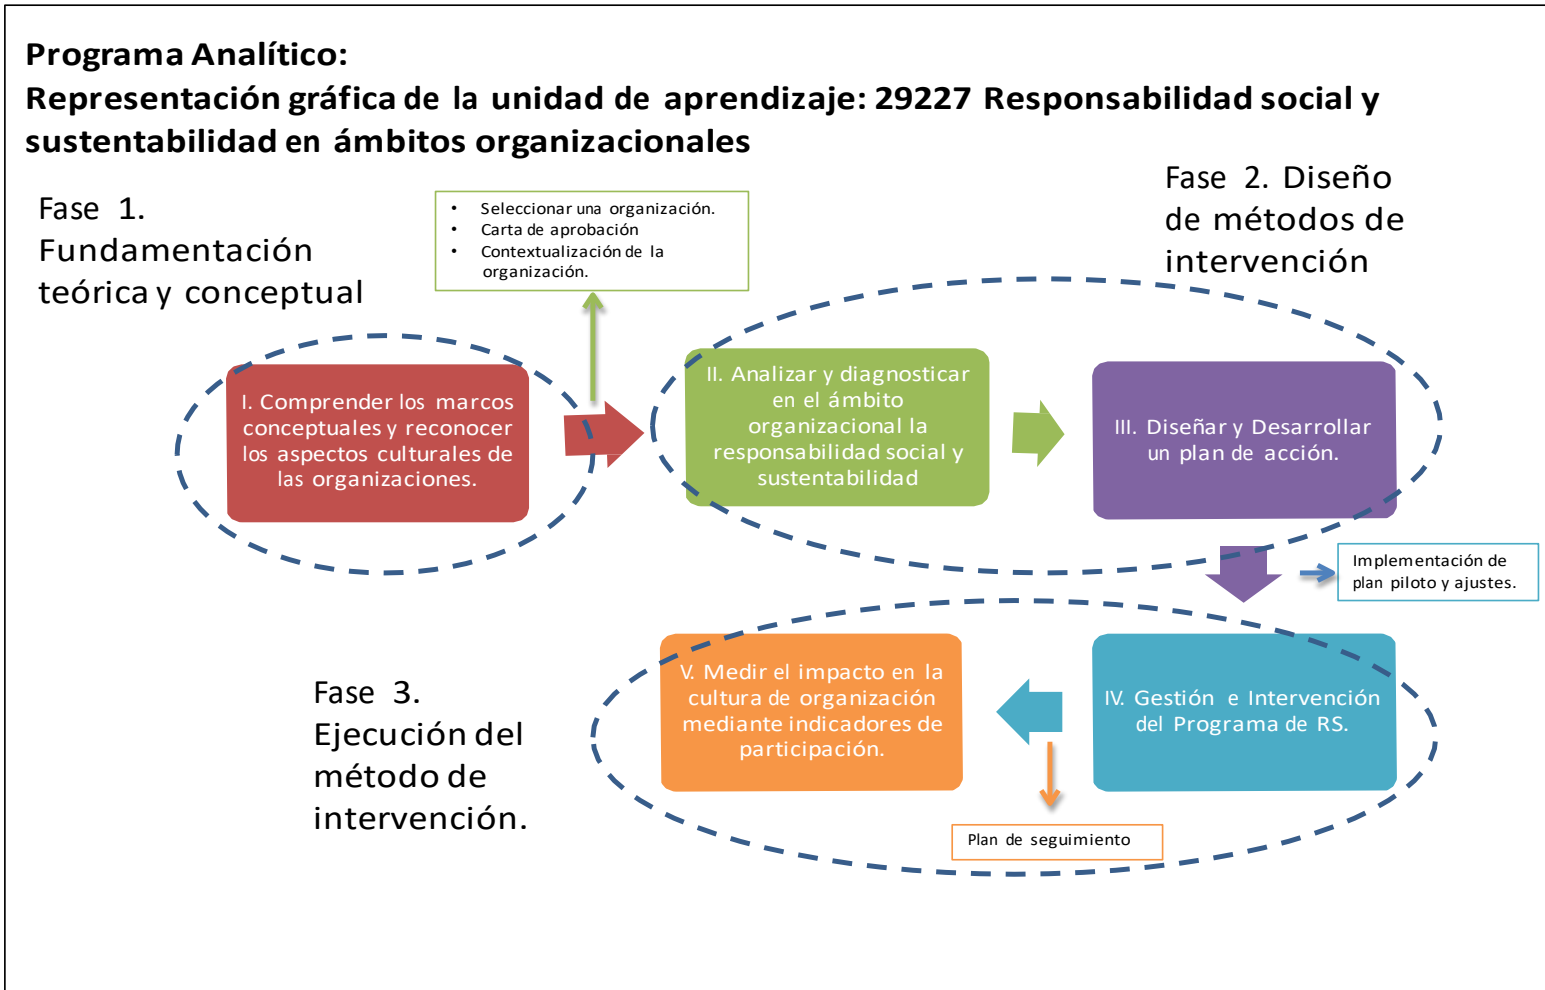 Programa Analítico:
Representación gráfica de la unidad de aprendizaje: 29227 Responsabilidad social y
sustentabilidad en ámbitos organizacionales
Fase 1.
Fundamentación
teórica y conceptual
• Seleccionar una organización.
• Carta de aprobación
• Contextualización de la
organización.
Fase 2. Diseño
de métodos de
intervención
I. Comprender los marcos
conceptuales y reconocer
los aspectos culturales de
las organizaciones.
II. Analizar y diagnosticar
en el ámbito
organizacional la
responsabilidad social y
sustentabilidad
III. Diseñar y Desarrollar
un plan de acción.
Implementación de
plan piloto y ajustes.
IV. Gestión e Intervención
del Programa de RS.
V. Medir el impacto en la
cultura de organización
mediante indicadores de
participación.
Plan de seguimiento
Fase 3.
Ejecución del
método de
intervención.